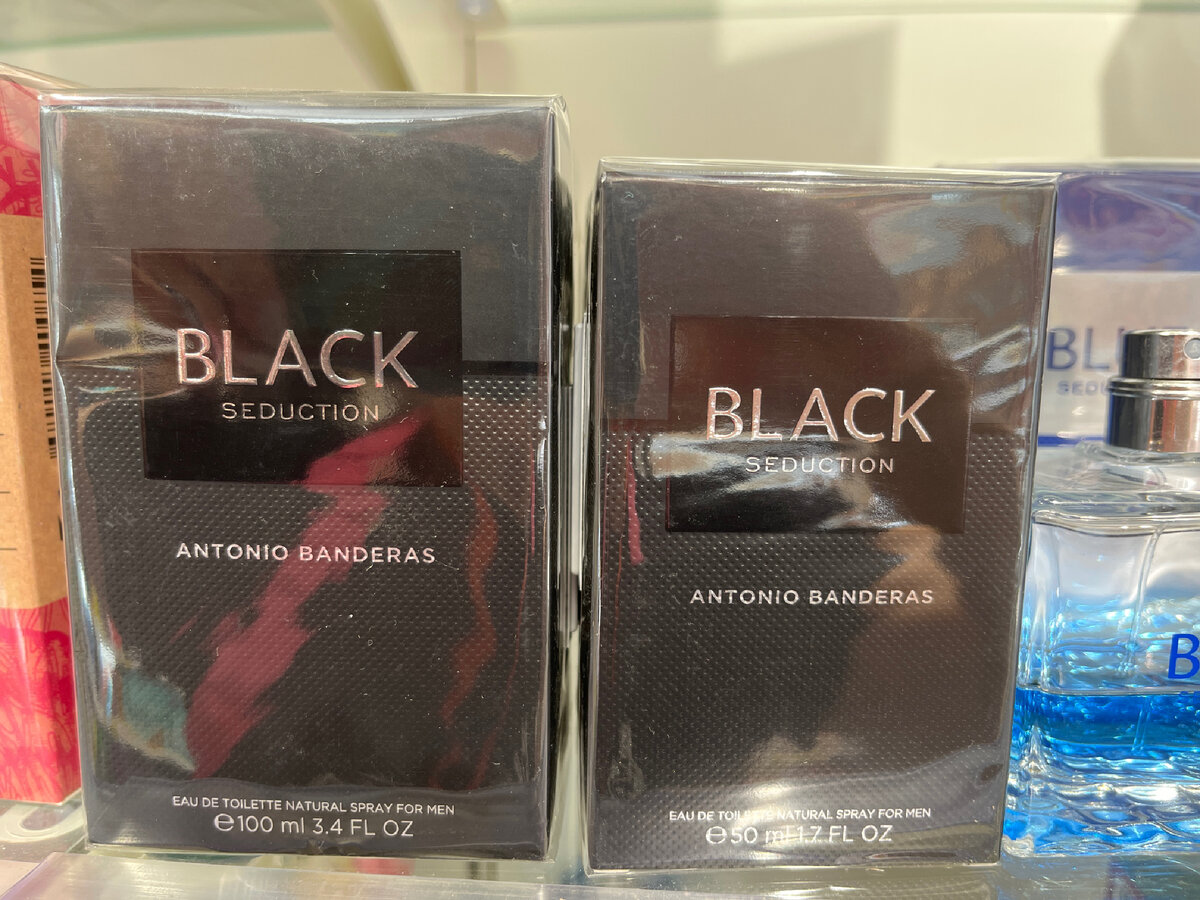 BLACK
SEDUCTION
ANTONIO BANDERAS
EAU DE TOILETTE NATURAL SPRAY FOR MEN
℮100 ml 3.4 FL OZ
BLACK
SEDUCTION
ANTONIO BANDERAS
EAU DE TOILETTE NATURAL SPRAY FOR MEN
℮50 ml 1.7 FL OZ